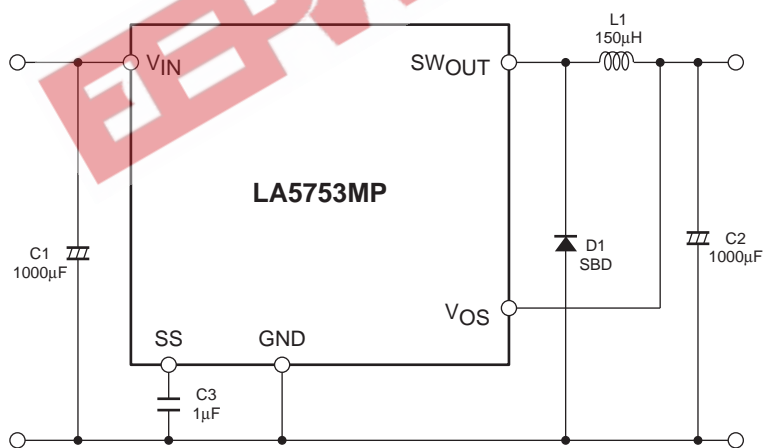 L1
150μH
VIN
SWOUT
LA5753MP
C1
1000μF
D1
SBD
C2
1000μF
VOS
SS
GND
C3
1μF